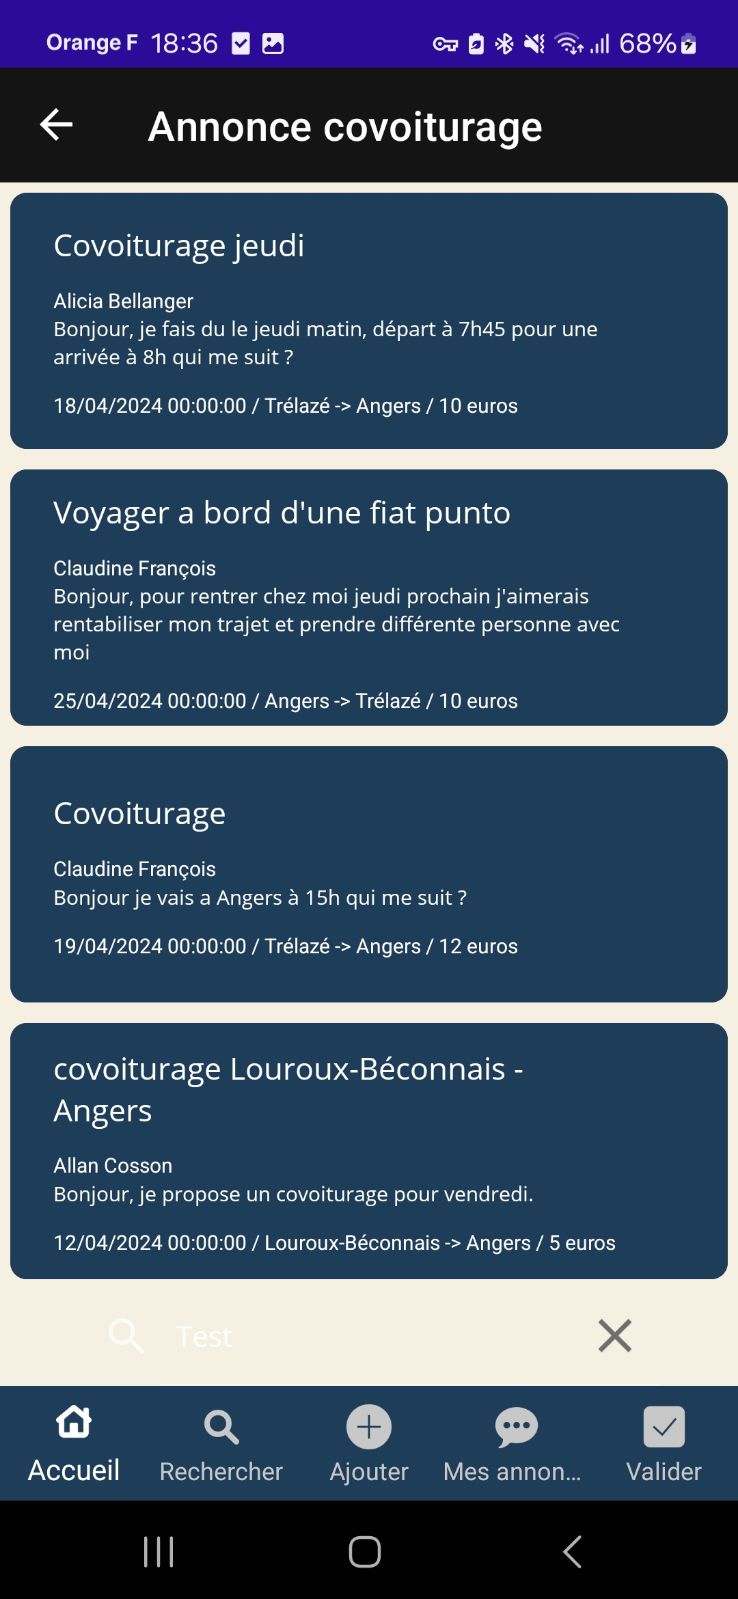 Orange F 18:36 68%
Annonce covoiturage
Covoiturage jeudi
Alicia Bellanger
Bonjour, je fais du le jeudi matin, départ à 7h45 pour une
arrivée à 8h qui me suit ?
18/04/2024 00:00:00 / Trélazé -> Angers / 10 euros
Voyager a bord d'une fiat punto
Claudine François
Bonjour, pour rentrer chez moi jeudi prochain j'aimerais
rentabiliser mon trajet et prendre différente personne avec
moi
25/04/2024 00:00:00 / Angers -> Trélazé / 10 euros
Covoiturage
Claudine François
Bonjour je vais a Angers à 15h qui me suit ?
19/04/2024 00:00:00 / Trélazé -> Angers / 12 euros
covoiturage Louroux-Béconnais -
Angers
Allan Cosson
Bonjour, je propose un covoiturage pour vendredi.
12/04/2024 00:00:00 / Louroux-Béconnais -> Angers / 5 euros
Test
Accueil Rechercher Ajouter Mes annon... Valider